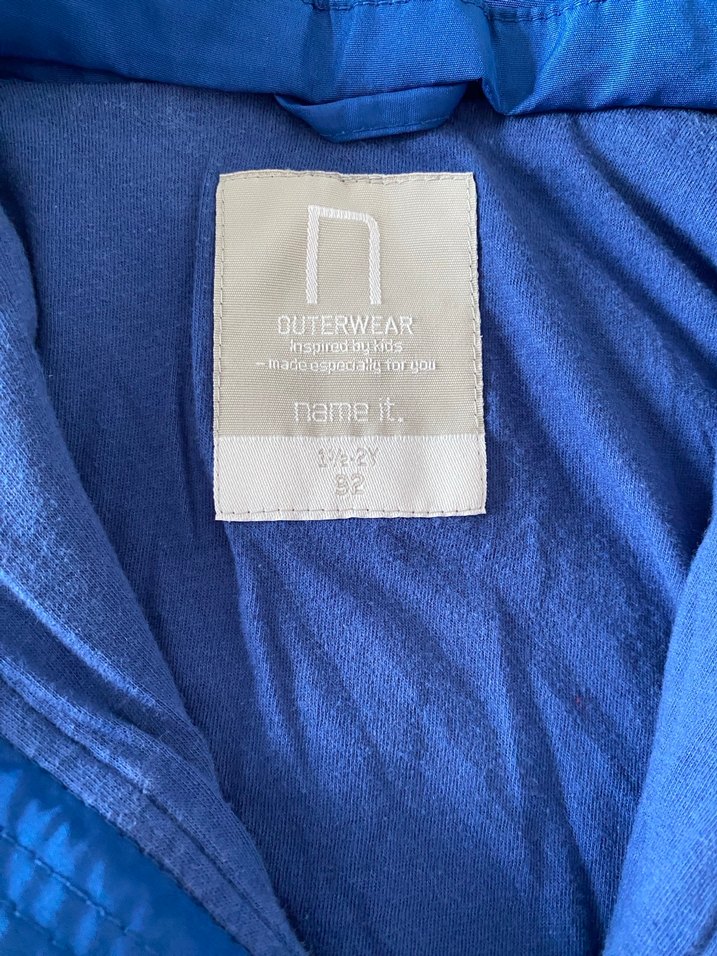 n
OUTERWEAR
Inspired by kids
– made especially for you
name it.
1½-2Y
92